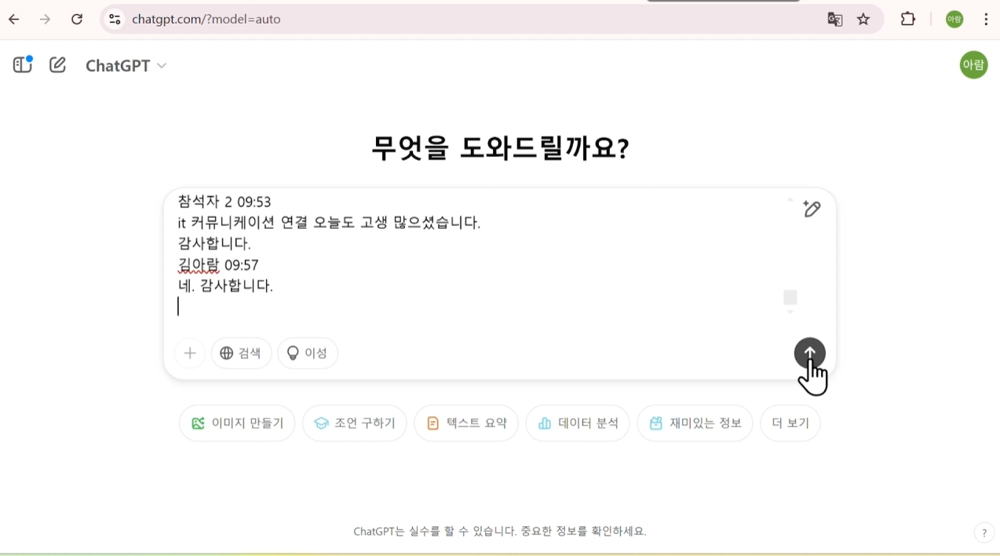 chatgpt.com/?model=auto
아람
ChatGPT
아람
무엇을 도와드릴까요?
참석자 2 09:53
it 커뮤니케이션 연결 오늘도 고생 많으셨습니다.
감사합니다.
김아람 09:57
네. 감사합니다.
검색
이성
이미지 만들기
조언 구하기
텍스트 요약
데이터 분석
재미있는 정보
더 보기
ChatGPT는 실수를 할 수 있습니다. 중요한 정보를 확인하세요.
?